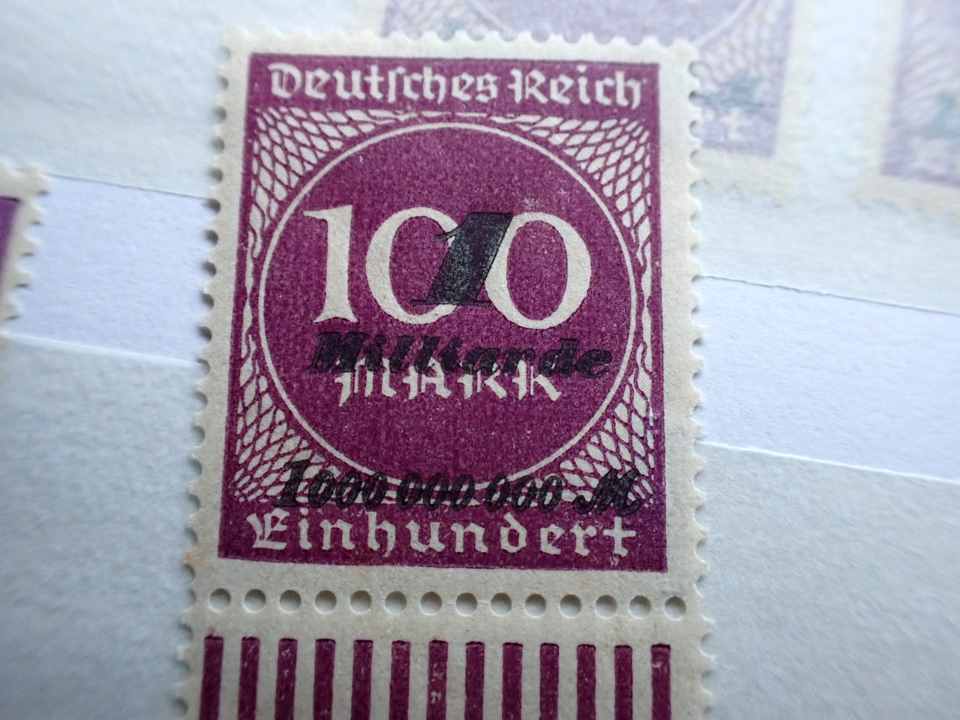 Deutsches Reich
100
1
Milliarde
MARK
1000 000 000 M
Einhundert